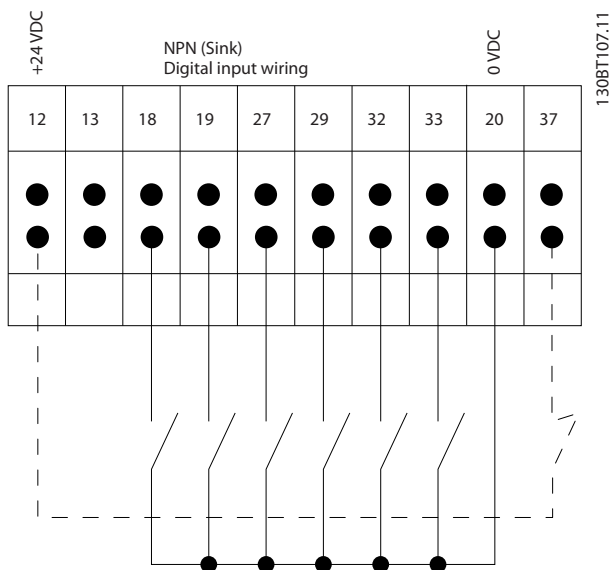 +24 VDC
NPN (Sink)
Digital input wiring
0 VDC
130BT107.11
12 13 18 19 27 29 32 33 20 37